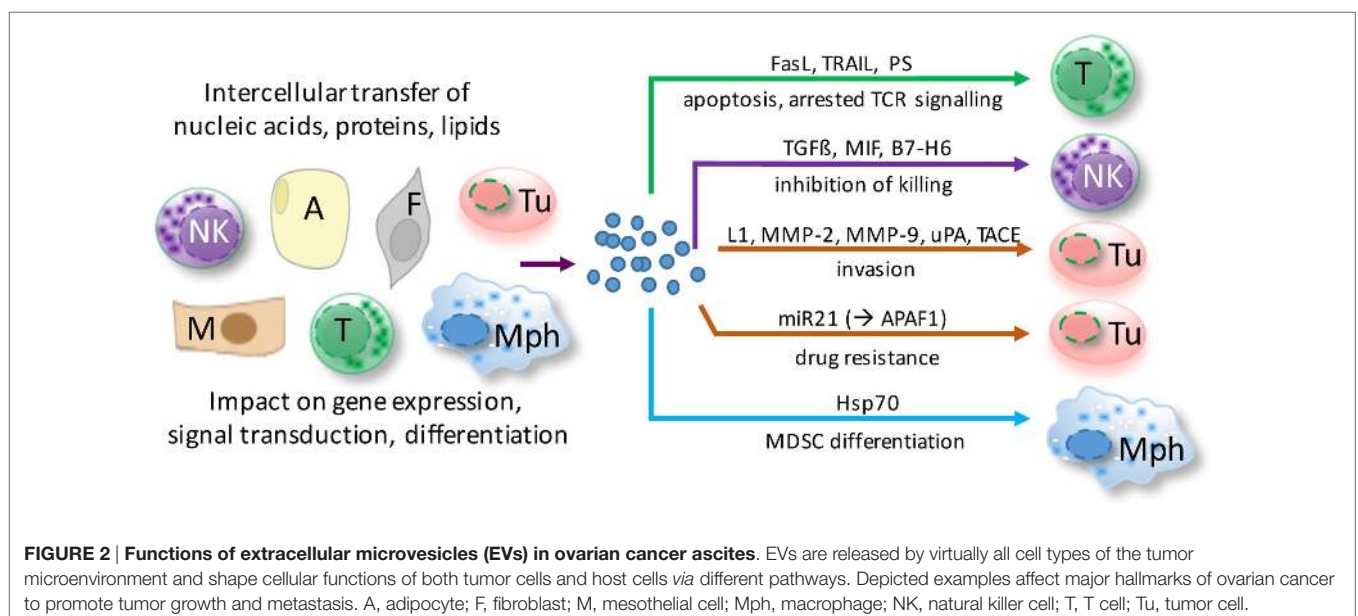 Intercellular transfer of
nucleic acids, proteins, lipids
NK
A
F
Tu
M
T
Mph
Impact on gene expression,
signal transduction, differentiation
FasL, TRAIL, PS
apoptosis, arrested TCR signalling
T
TGFß, MIF, B7-H6
inhibition of killing
NK
L1, MMP-2, MMP-9, uPA, TACE
invasion
Tu
miR21 (→ APAF1)
drug resistance
Tu
Hsp70
MDSC differentiation
Mph
FIGURE 2 | Functions of extracellular microvesicles (EVs) in ovarian cancer ascites. EVs are released by virtually all cell types of the tumor
microenvironment and shape cellular functions of both tumor cells and host cells via different pathways. Depicted examples affect major hallmarks of ovarian cancer
to promote tumor growth and metastasis. A, adipocyte; F, fibroblast; M, mesothelial cell; Mph, macrophage; NK, natural killer cell; T, T cell; Tu, tumor cell.